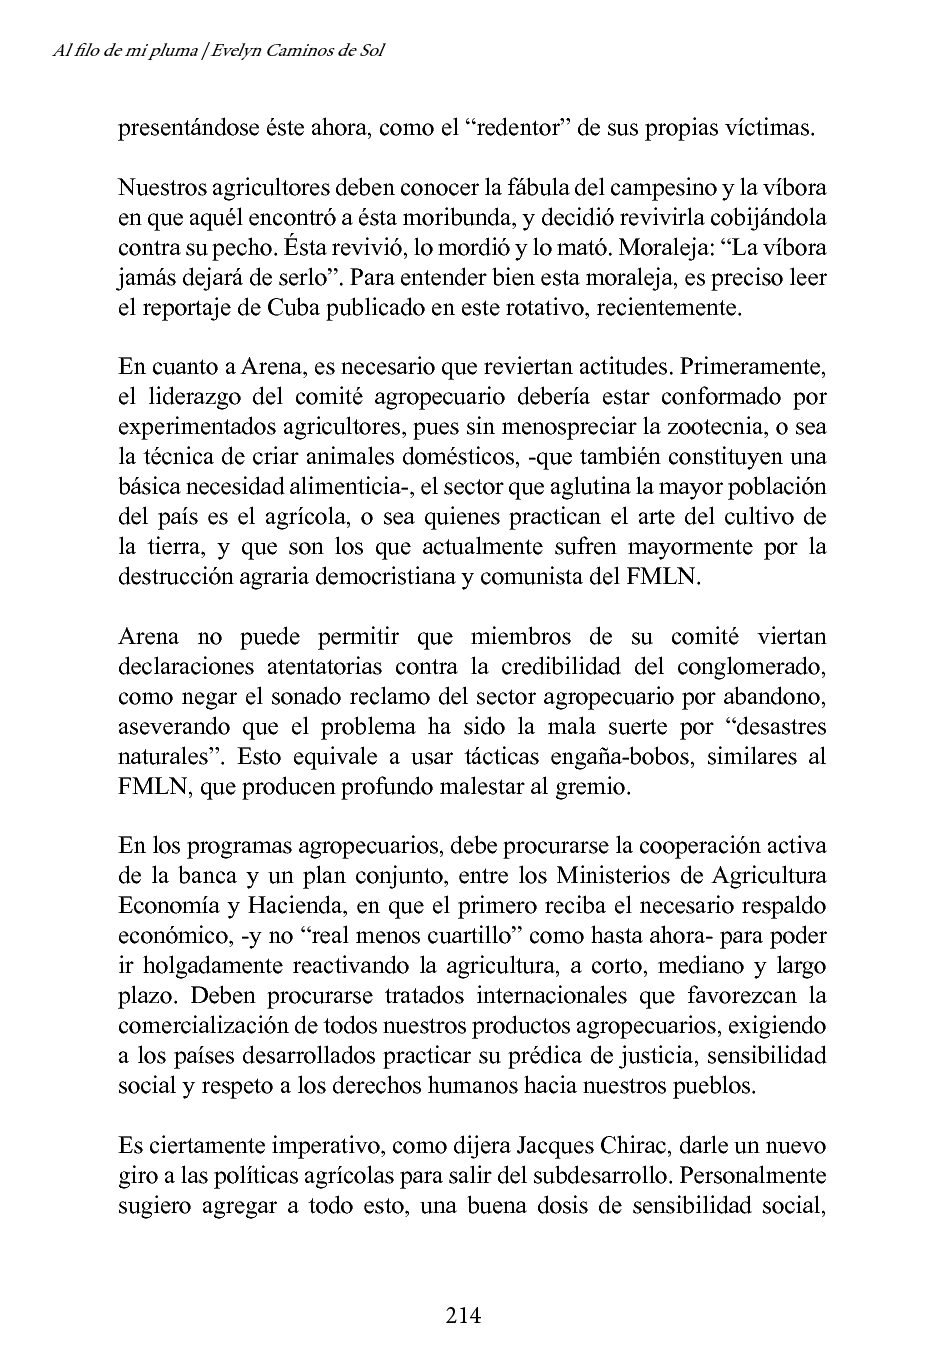 Al filo de mi pluma | Evelyn Caminos de Sol
presentándose éste ahora, como el “redentor” de sus propias víctimas.
Nuestros agricultores deben conocer la fábula del campesino y la víbora
en que aquél encontró a ésta moribunda, y decidió revivirla cobijándola
contra su pecho. Ésta revivió, lo mordió y lo mató. Moraleja: “La víbora
jamás dejará de serlo”. Para entender bien esta moraleja, es preciso leer
el reportaje de Cuba publicado en este rotativo, recientemente.
En cuanto a Arena, es necesario que reviertan actitudes. Primeramente,
el liderazgo del comité agropecuario debería estar conformado por
experimentados agricultores, pues sin menospreciar la zootecnia, o sea
la técnica de criar animales domésticos, -que también constituyen una
básica necesidad alimenticia-, el sector que aglutina la mayor población
del país es el agrícola, o sea quienes practican el arte del cultivo de
la tierra, y que son los que actualmente sufren mayormente por la
destrucción agraria democristiana y comunista del FMLN.
Arena no puede permitir que miembros de su comité viertan
declaraciones atentatorias contra la credibilidad del conglomerado,
como negar el sonado reclamo del sector agropecuario por abandono,
aseverando que el problema ha sido la mala suerte por “desastres
naturales”. Esto equivale a usar tácticas engaña-bobos, similares al
FMLN, que producen profundo malestar al gremio.
En los programas agropecuarios, debe procurarse la cooperación activa
de la banca y un plan conjunto, entre los Ministerios de Agricultura
Economía y Hacienda, en que el primero reciba el necesario respaldo
económico, -y no “real menos cuartillo” como hasta ahora- para poder
ir holgadamente reactivando la agricultura, a corto, mediano y largo
plazo. Deben procurarse tratados internacionales que favorezcan la
comercialización de todos nuestros productos agropecuarios, exigiendo
a los países desarrollados practicar su prédica de justicia, sensibilidad
social y respeto a los derechos humanos hacia nuestros pueblos.
Es ciertamente imperativo, como dijera Jacques Chirac, darle un nuevo
giro a las políticas agrícolas para salir del subdesarrollo. Personalmente
sugiero agregar a todo esto, una buena dosis de sensibilidad social,
214